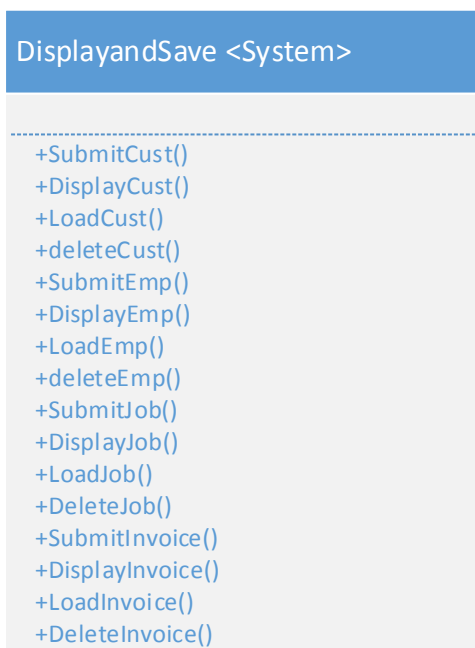 DisplayandSave <System>
+SubmitCust()
+DisplayCust()
+LoadCust()
+deleteCust()
+SubmitEmp()
+DisplayEmp()
+LoadEmp()
+deleteEmp()
+SubmitJob()
+DisplayJob()
+LoadJob()
+DeleteJob()
+SubmitInvoice()
+DisplayInvoice()
+LoadInvoice()
+DeleteInvoice()